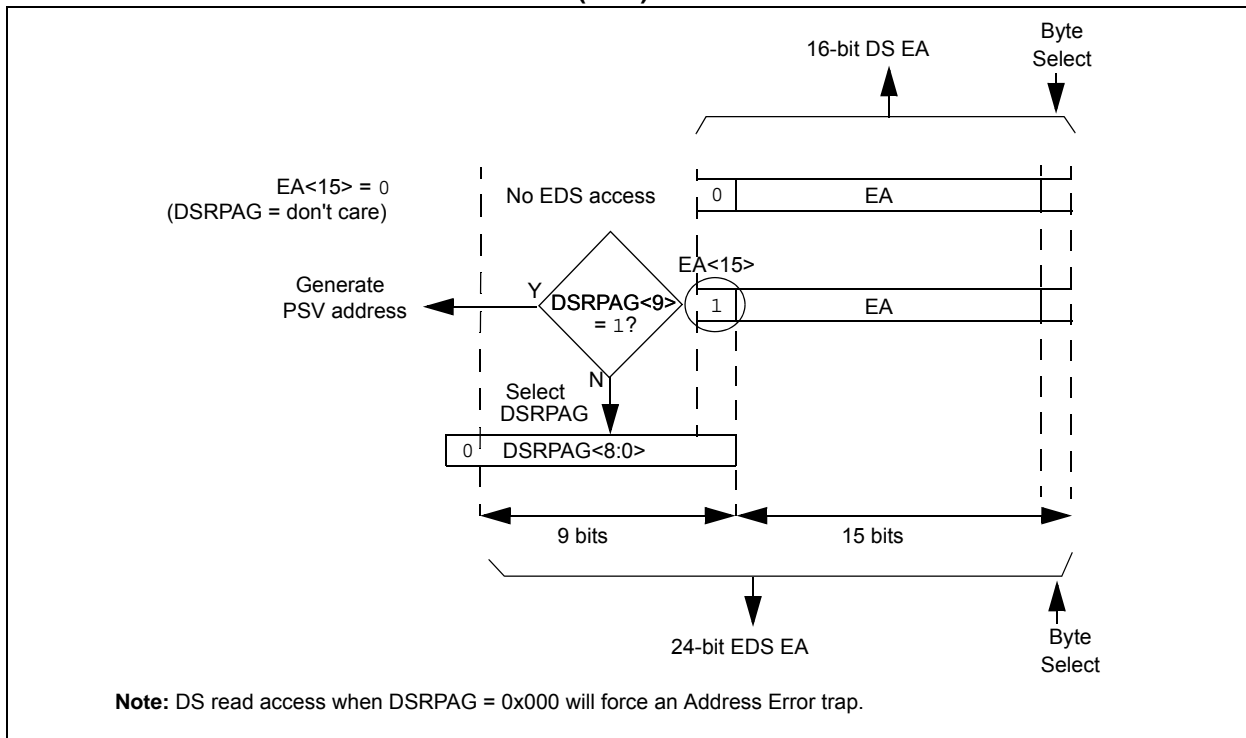 16-bit DS EA
Byte
Select
EA<15> = 0
(DSRPAG = don't care)
No EDS access
0
EA
EA<15>
Generate
PSV address
Y
DSRPAG<9>
= 1?
1
EA
N
Select
DSRPAG
0
DSRPAG<8:0>
9 bits
15 bits
24-bit EDS EA
Byte
Select
Note: DS read access when DSRPAG = 0x000 will force an Address Error trap.